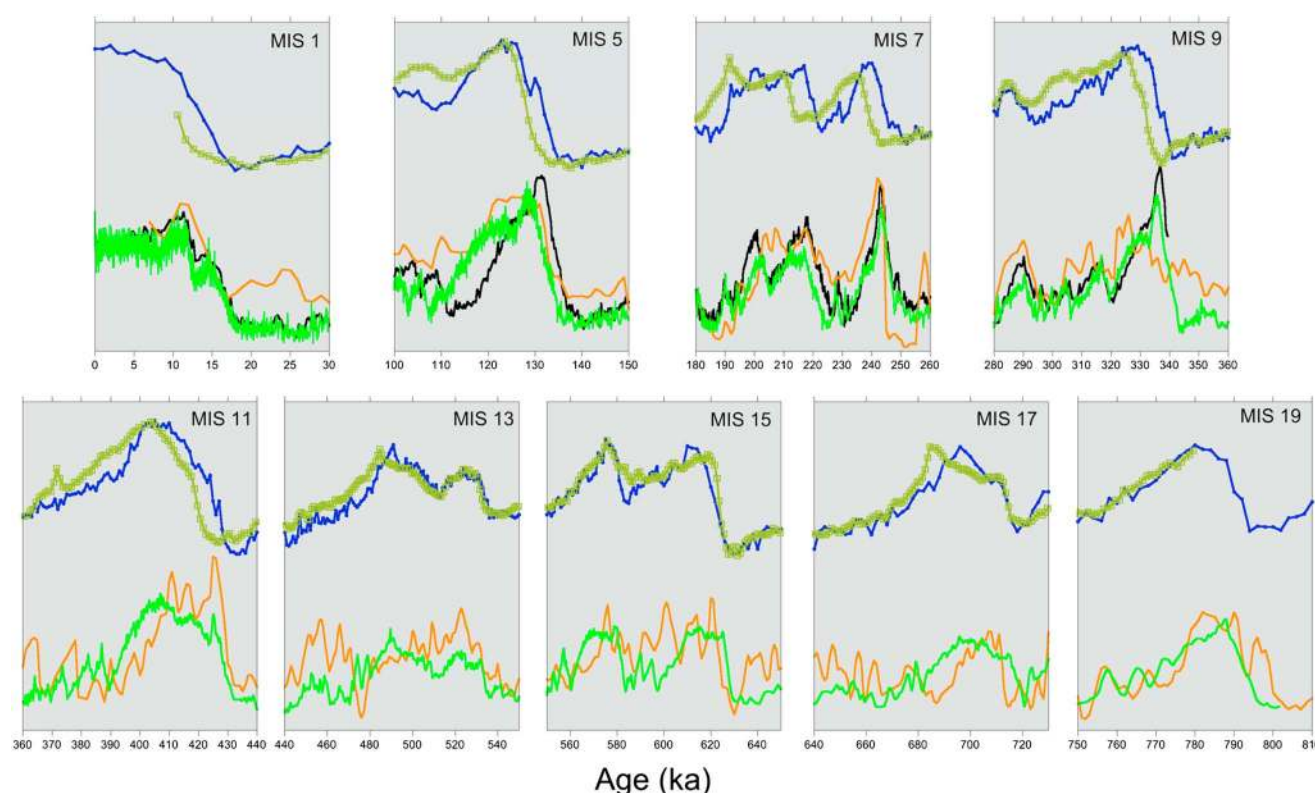 MIS 1
MIS 5
MIS 7
MIS 9
0 5 10 15 20 25 30
100 110 120 130 140 150
180 190 200 210 220 230 240 250 260
280 290 300 310 320 330 340 350 360
MIS 11
MIS 13
MIS 15
MIS 17
MIS 19
360 370 380 390 400 410 420 430 440
440 460 480 500 520 540
560 580 600 620 640
640 660 680 700 720
750 760 770 780 790 800 810
Age (ka)